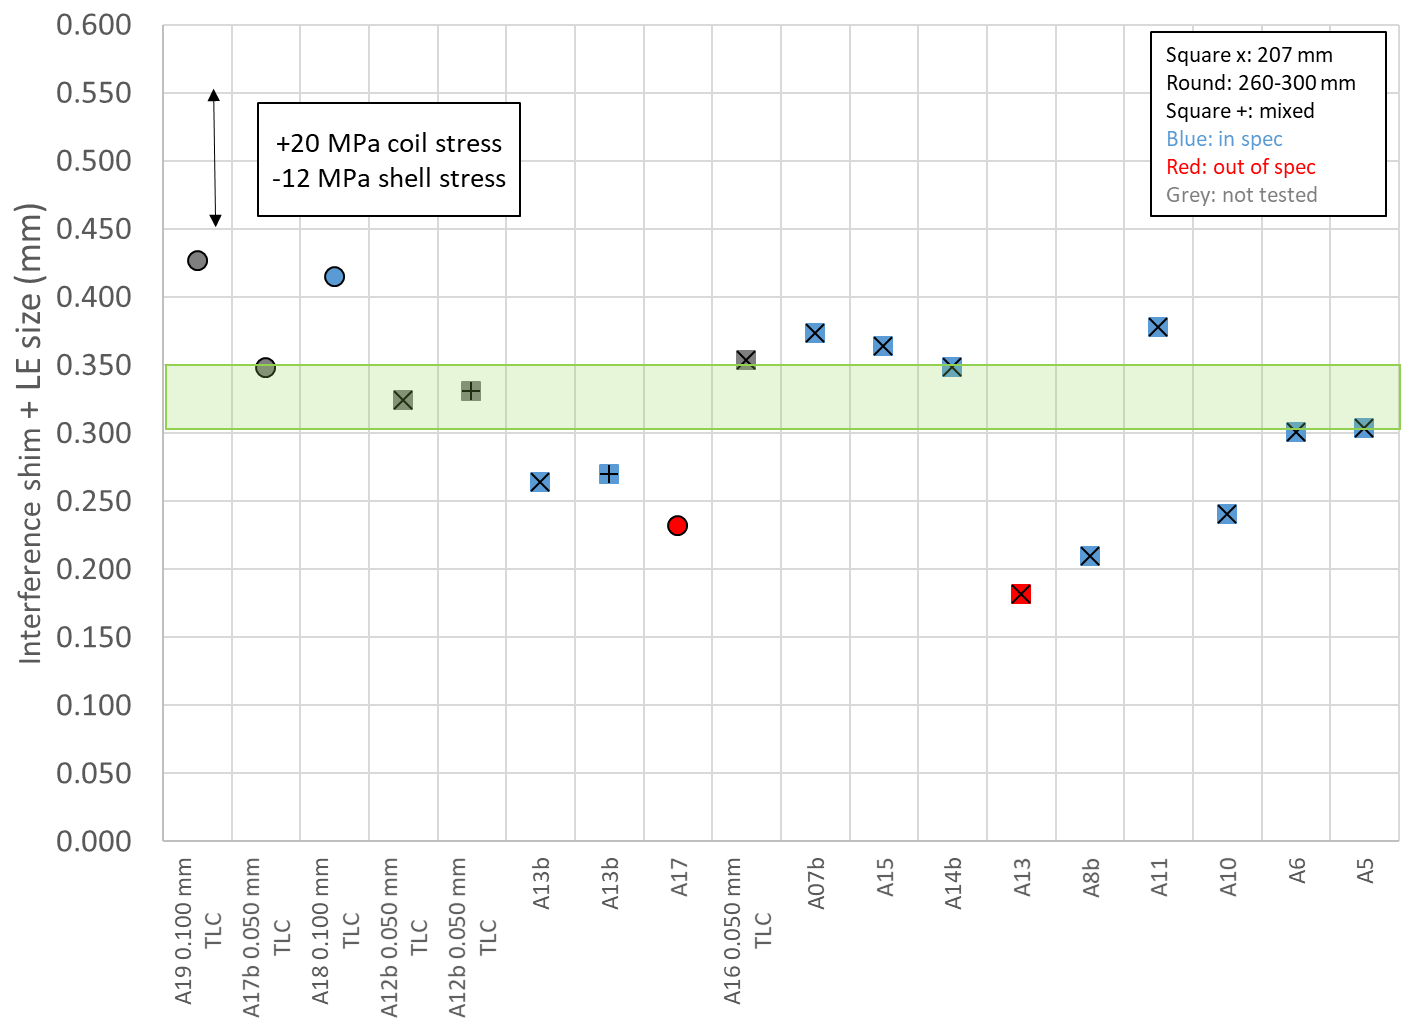 0.600
0.550
0.500
0.450
0.400
0.350
0.300
0.250
0.200
0.150
0.100
0.050
0.000
Interference shim + LE size (mm)
+20 MPa coil stress
-12 MPa shell stress
Square x: 207 mm
Round: 260-300 mm
Square +: mixed
Blue: in spec
Red: out of spec
Grey: not tested
A19 0.100 mm
TLC
A17b 0.050 mm
TLC
A18 0.100 mm
TLC
A12b 0.050 mm
TLC
A12b 0.050 mm
TLC
A13b
A13b
A17
A16 0.050 mm
TLC
A07b
A15
A14b
A13
A8b
A11
A10
A6
A5